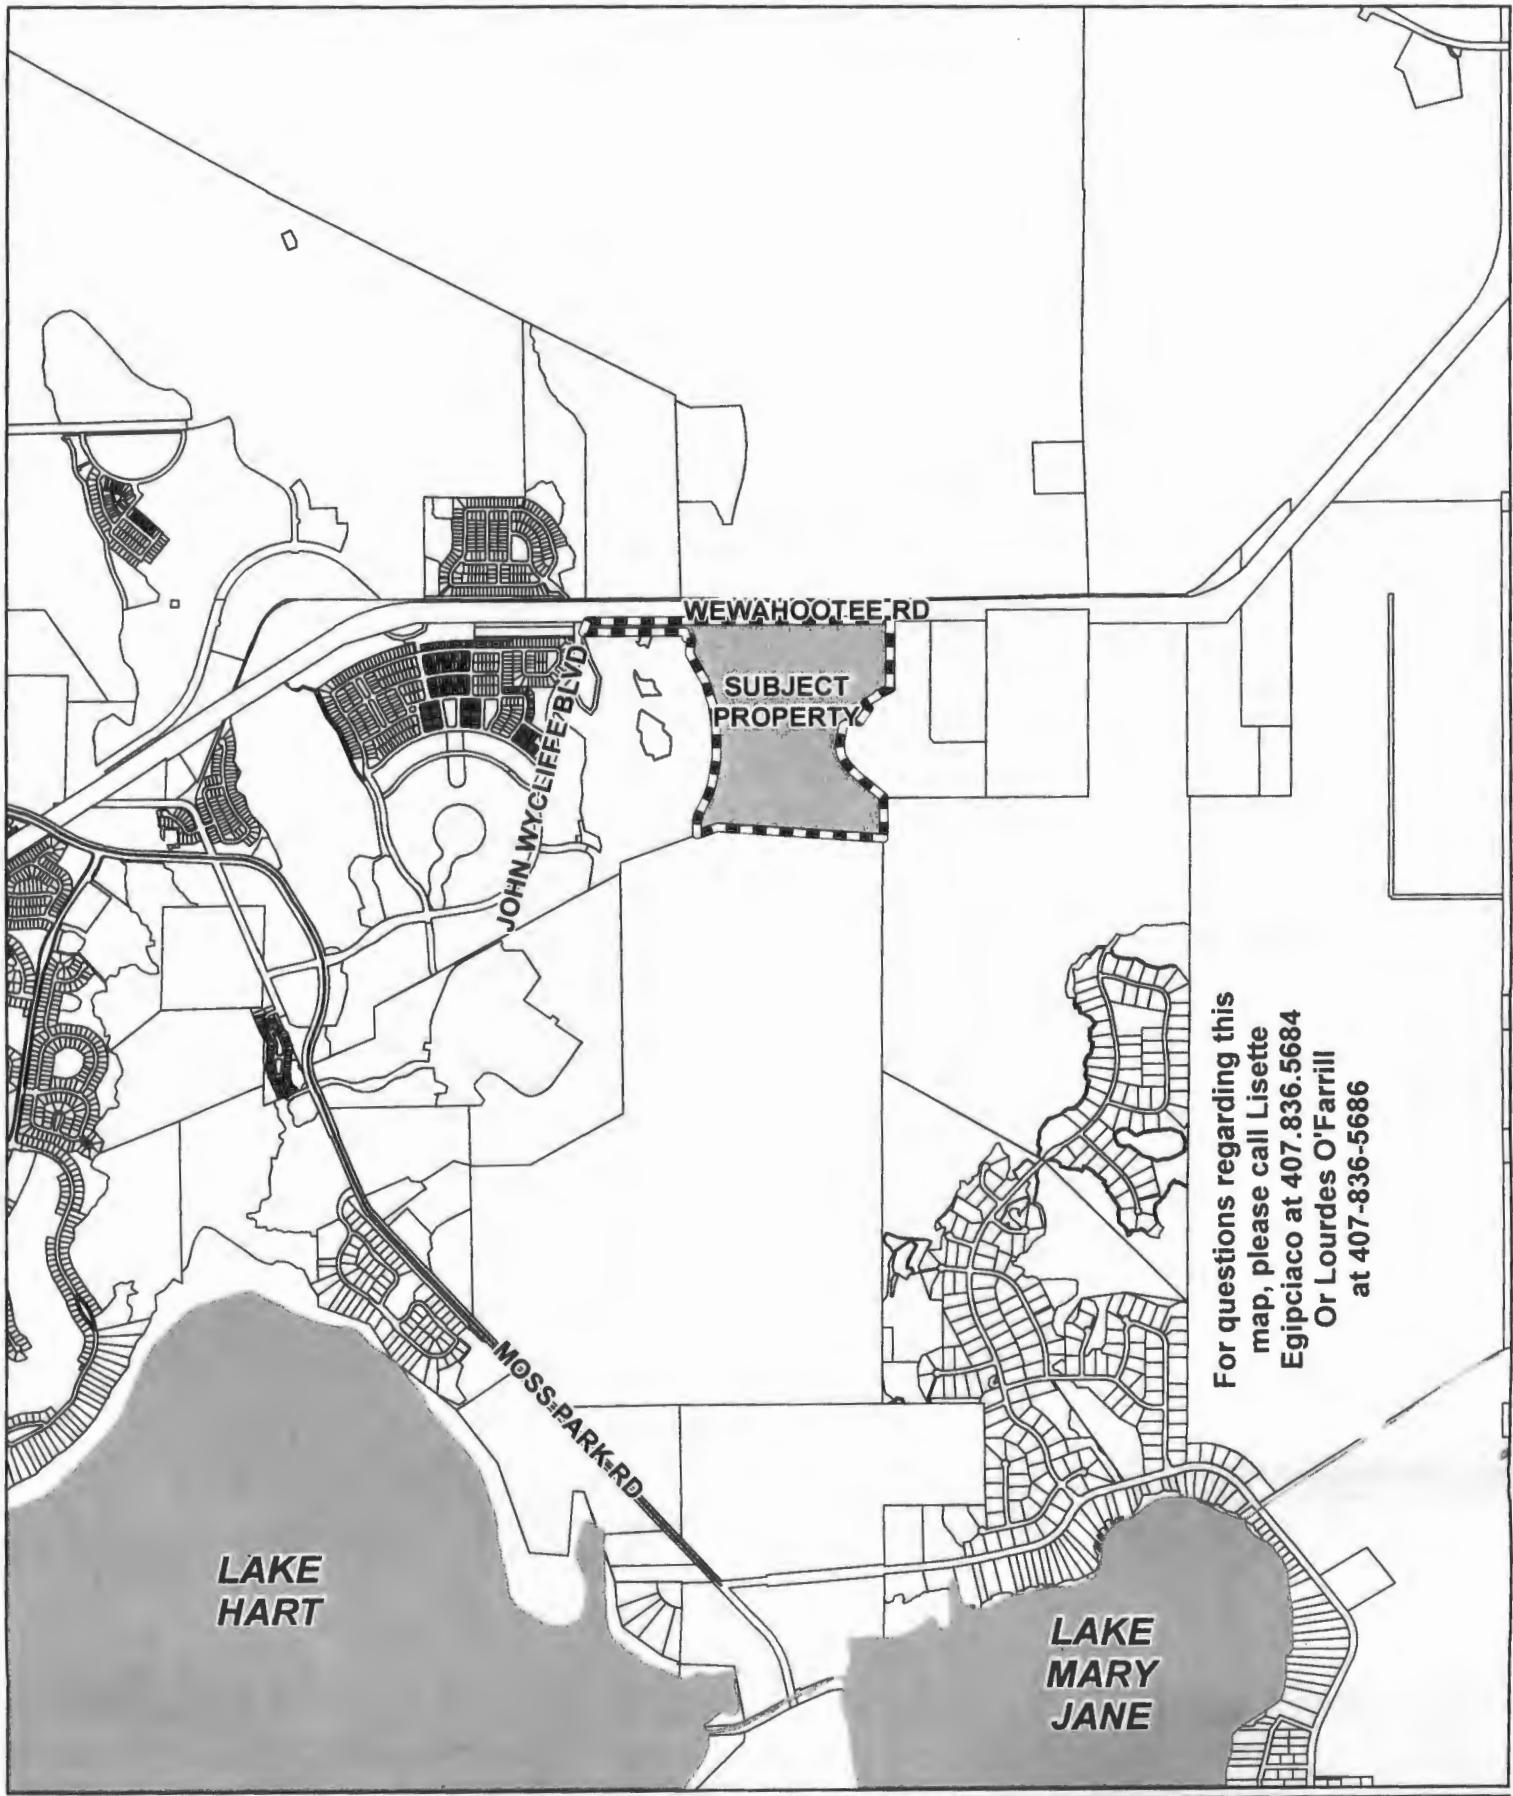 WEWAHOOTEE RD
SUBJECT
PROPERTY
JOHN WYCLIFFE BLVD
For questions regarding this
map, please call Lisette
Egipciaco at 407.836.5684
Or Lourdes O'Farrill
at 407-836-5686
MOSS PARK RD
LAKE
HART
LAKE
MARY
JANE